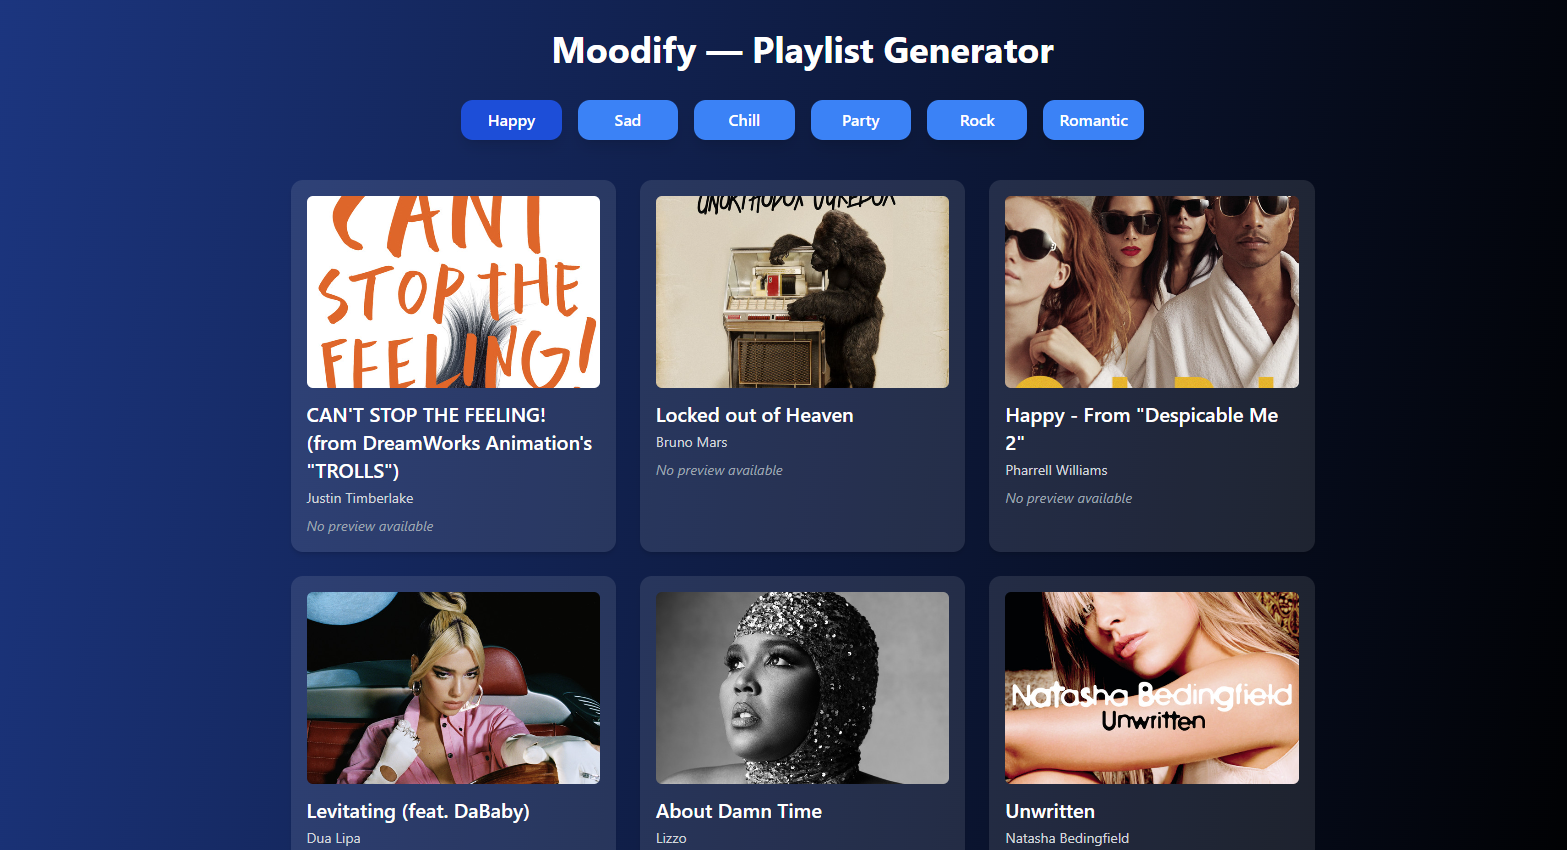 Moodify — Playlist Generator
Happy Sad Chill Party Rock Romantic
CAN'T
STOP THE
FEELING!
UNORTHODOX JUKEBOX
CAN'T STOP THE FEELING!
(from DreamWorks Animation's
"TROLLS")
Justin Timberlake
No preview available
Locked out of Heaven
Bruno Mars
No preview available
Happy - From "Despicable Me
2"
Pharrell Williams
No preview available
Natasha Bedingfield
Unwritten
Levitating (feat. DaBaby)
Dua Lipa
About Damn Time
Lizzo
Unwritten
Natasha Bedingfield